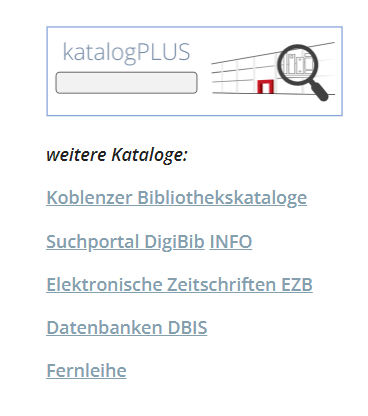 katalogPLUS
weitere Kataloge:
Koblenzer Bibliothekskataloge
Suchportal DigiBib INFO
Elektronische Zeitschriften EZB
Datenbanken DBIS
Fernleihe